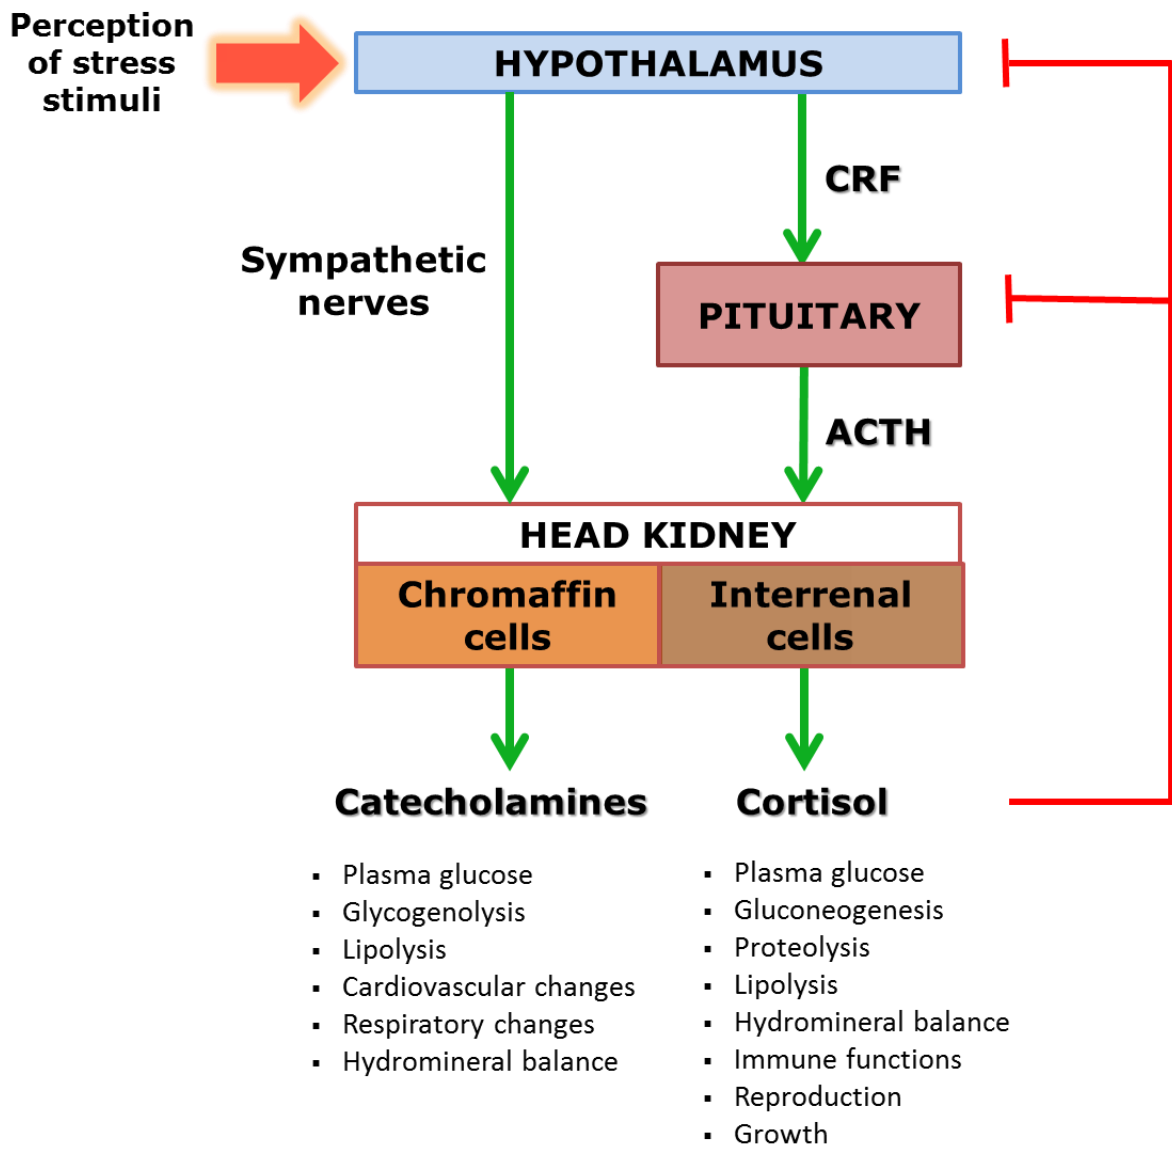 Perception
of stress
stimuli
HYPOTHALAMUS
CRF
Sympathetic
nerves
PITUITARY
ACTH
HEAD KIDNEY
Chromaffin
cells
Interrenal
cells
Catecholamines
▪ Plasma glucose
▪ Glycogenolysis
▪ Lipolysis
▪ Cardiovascular changes
▪ Respiratory changes
▪ Hydromineral balance
Cortisol
▪ Plasma glucose
▪ Gluconeogenesis
▪ Proteolysis
▪ Lipolysis
▪ Hydromineral balance
▪ Immune functions
▪ Reproduction
▪ Growth